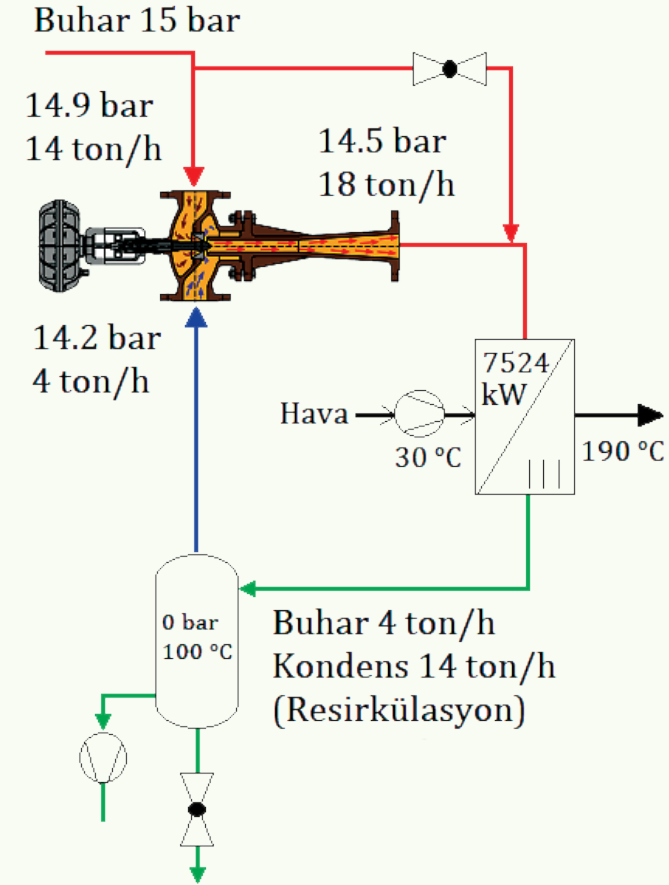 Buhar 15 bar
14.9 bar
14 ton/h
14.5 bar
18 ton/h
14.2 bar
4 ton/h
7524
kW
Hava
30 °C
190 °C
0 bar
100 °C
Buhar 4 ton/h
Kondens 14 ton/h
(Resirkülasyon)